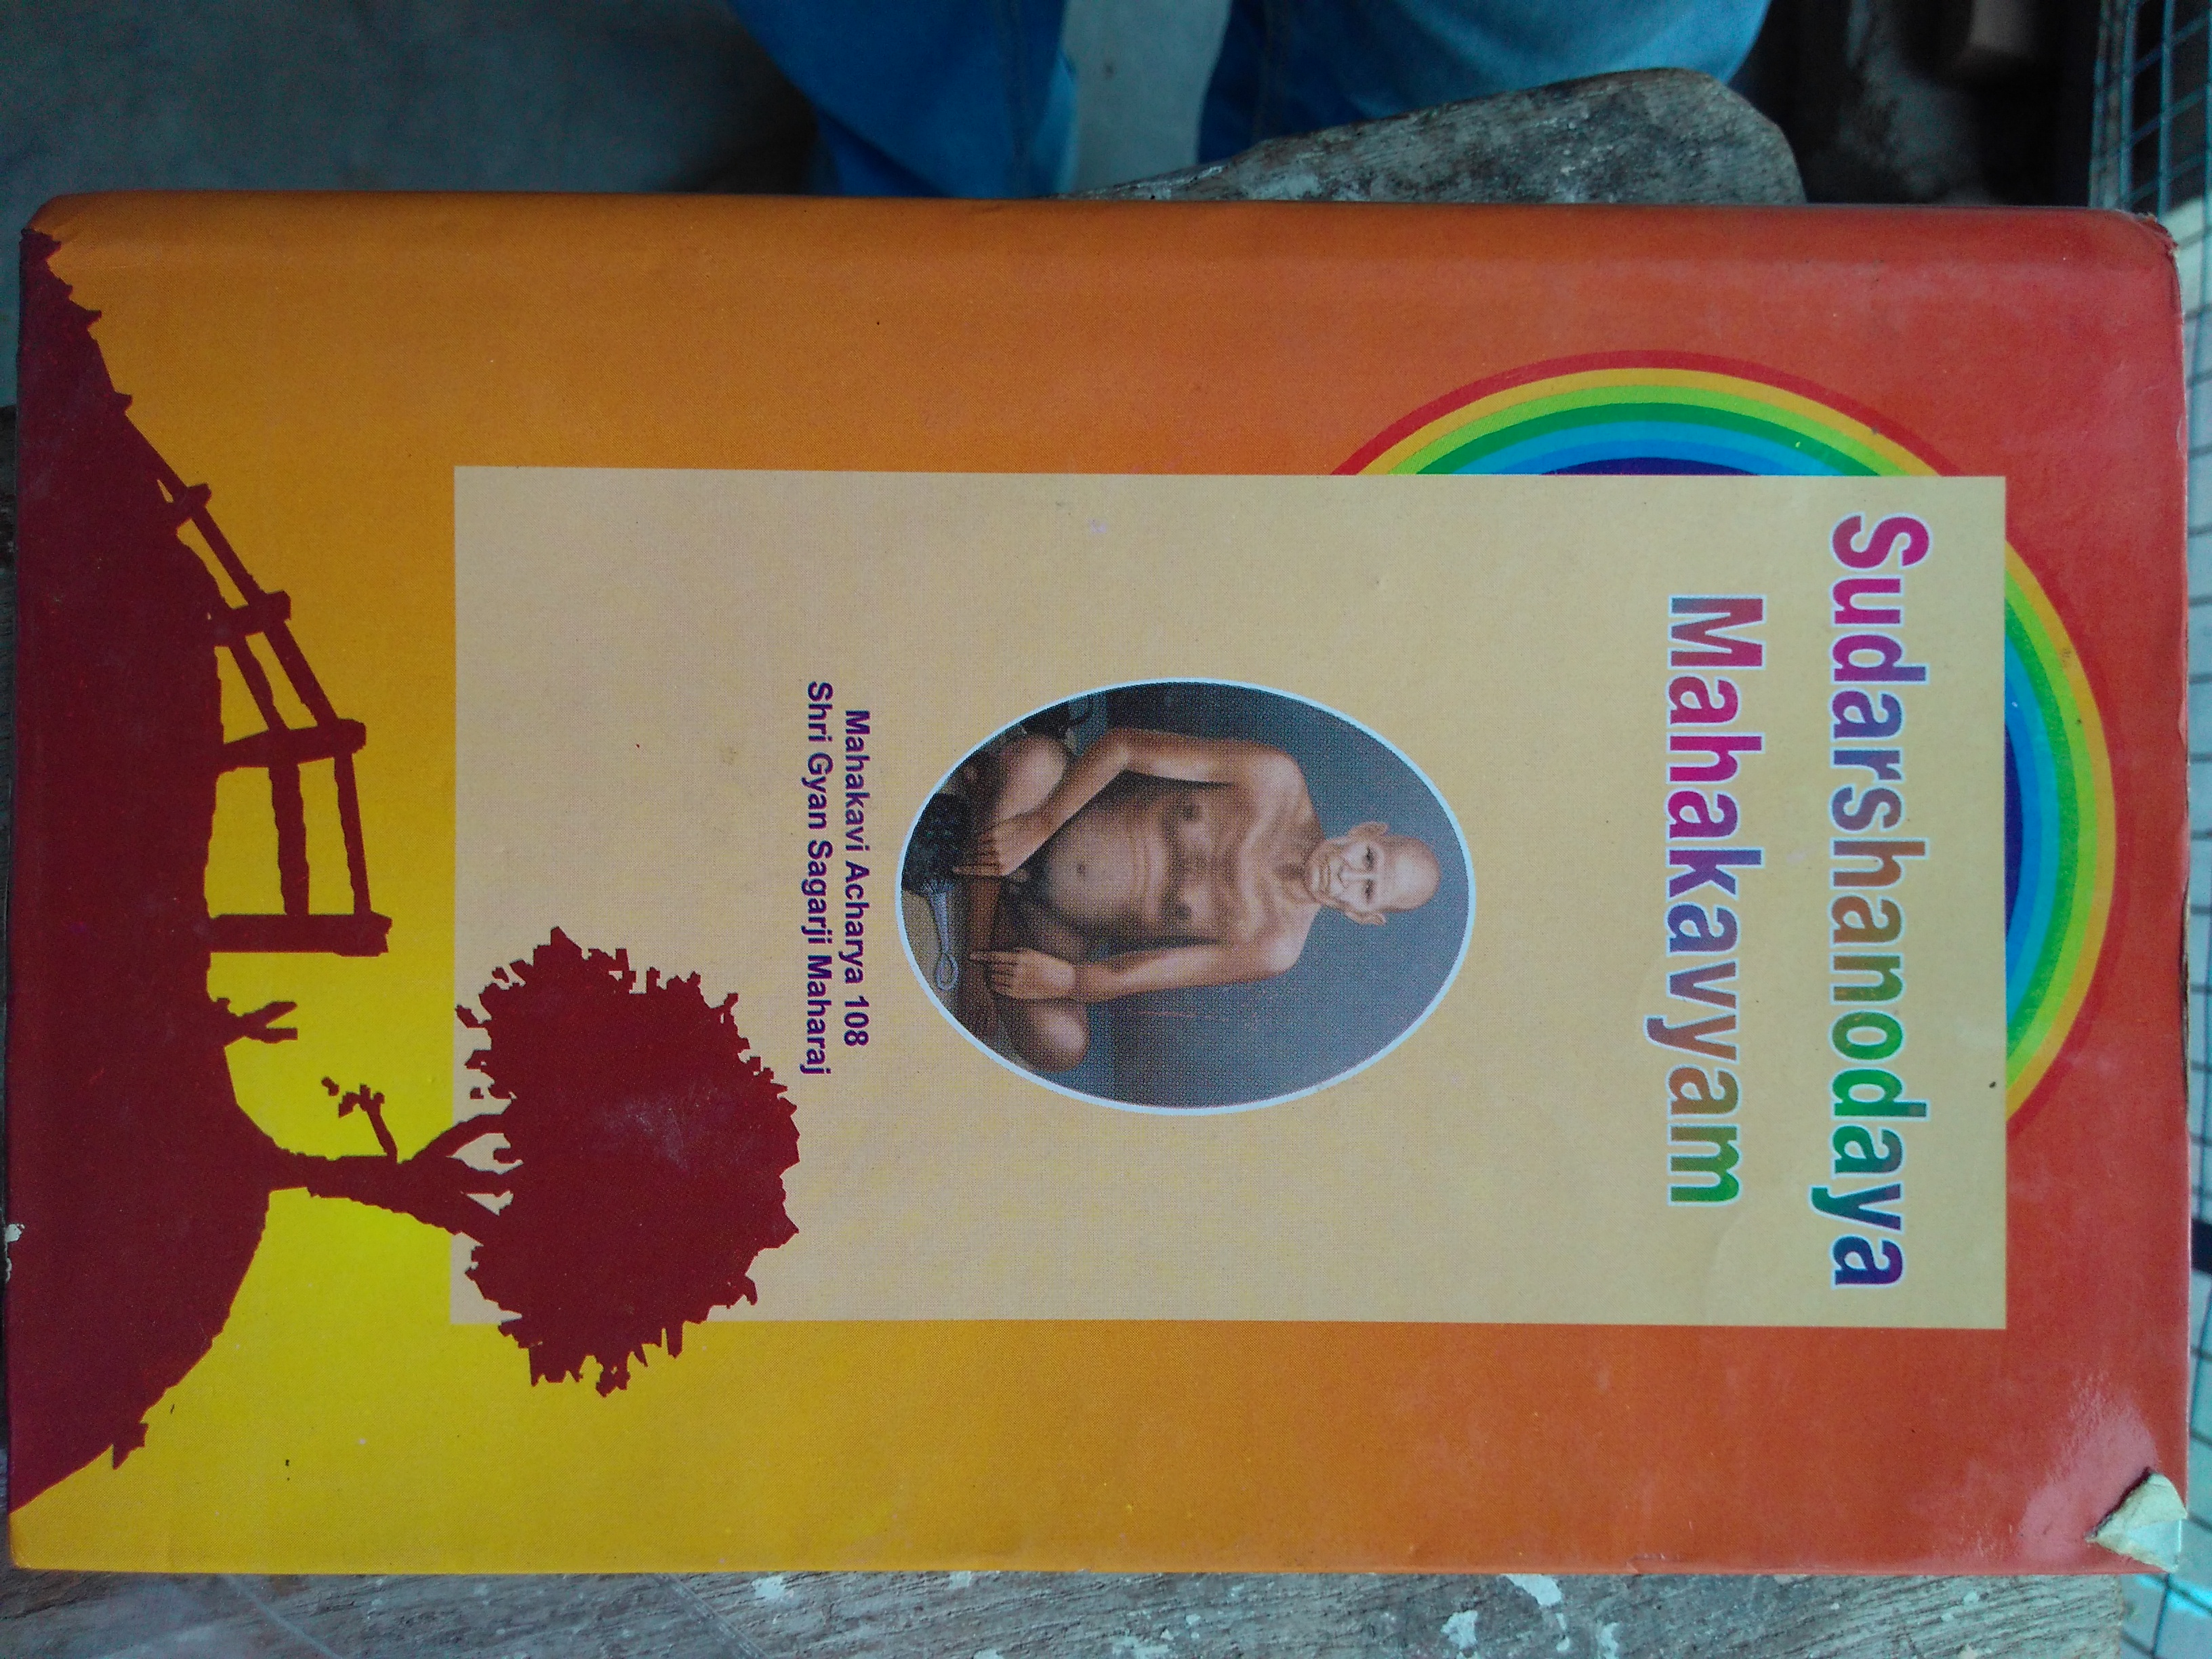 Sudarshanodaya
Mahakavyam
Mahakavi Acharya 108
Shri Gyan Sagarji Maharaj